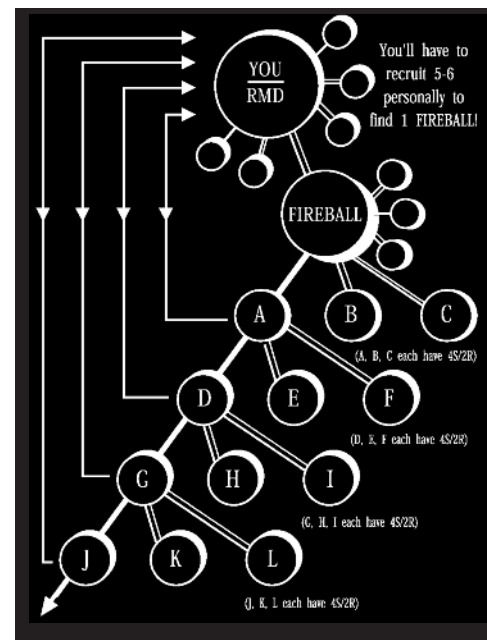 You'll have to
recruit 5-6
personally to
find 1 FIREBALL!
YOU
RMD
FIREBALL
A
B
C
(A, B, C each have 4S/2R)
D
E
F
(D, E, F each have 4S/2R)
G
H
I
(G, H, I each have 4S/2R)
J
K
L
(J, K, L each have 4S/2R)